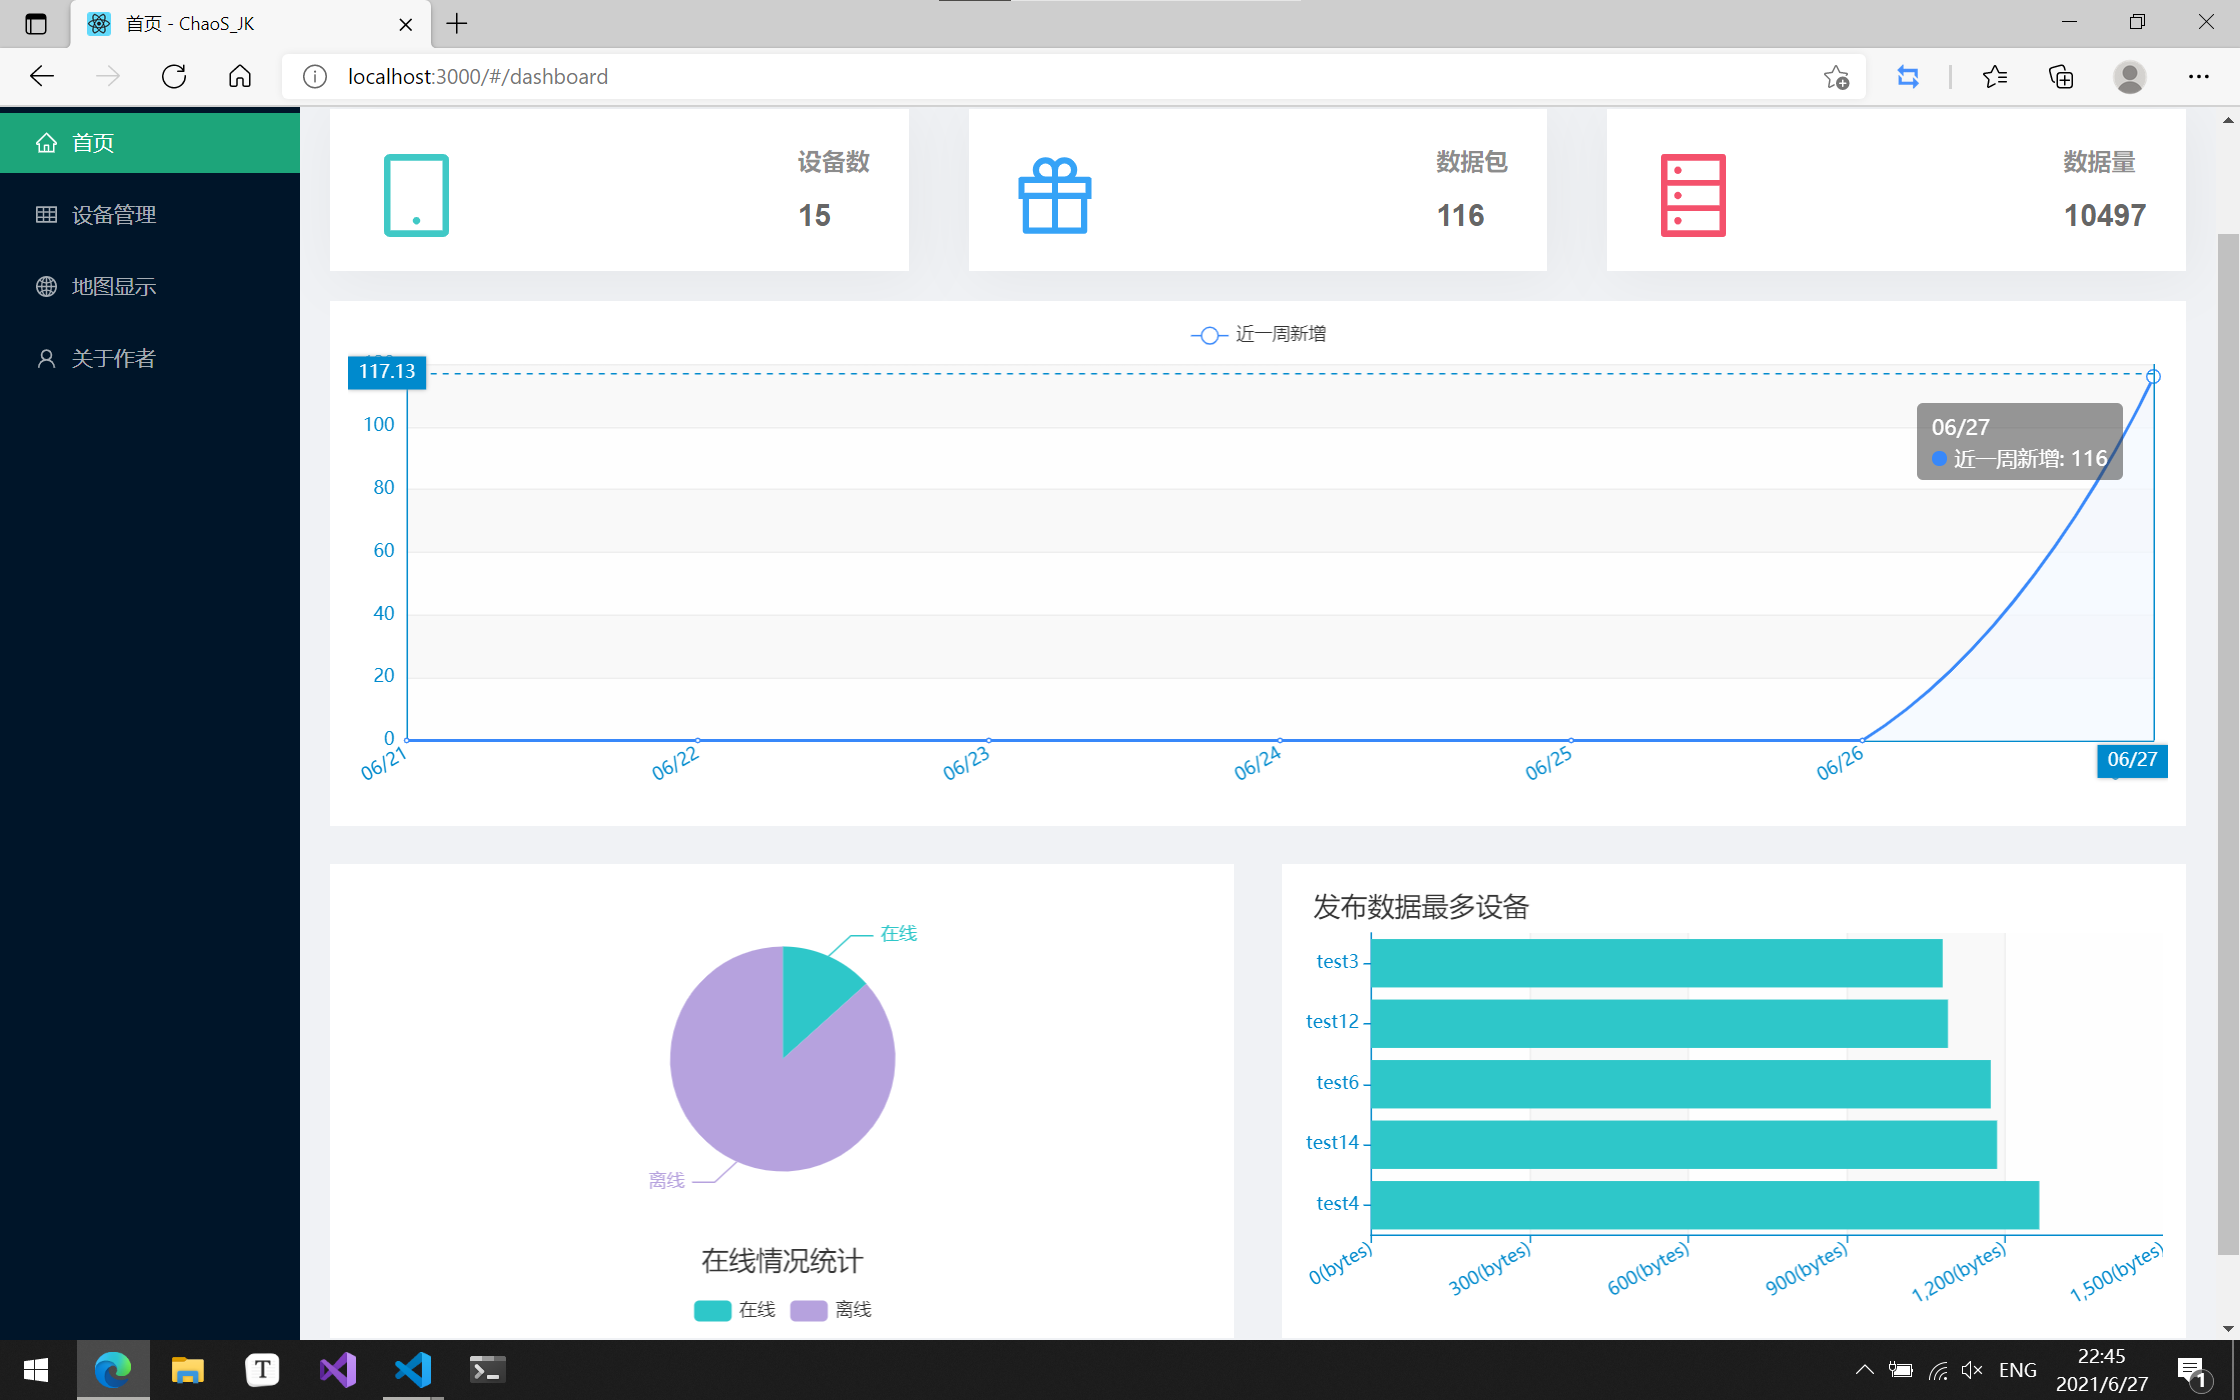 首页 - ChaoS_JK
localhost:3000/#/dashboard
首页
设备管理
地图显示
关于作者
设备数
15
数据包
116
数据量
10497
近一周新增
117.13
100
80
60
40
20
0
06/21
06/22
06/23
06/24
06/25
06/26
06/27
06/27
近一周新增: 116
在线
离线
在线情况统计
在线
离线
发布数据最多设备
test3
test12
test6
test14
test4
0(bytes)
300(bytes)
600(bytes)
900(bytes)
1,200(bytes)
1,500(bytes)
T
ENG
22:45
2021/6/27
1